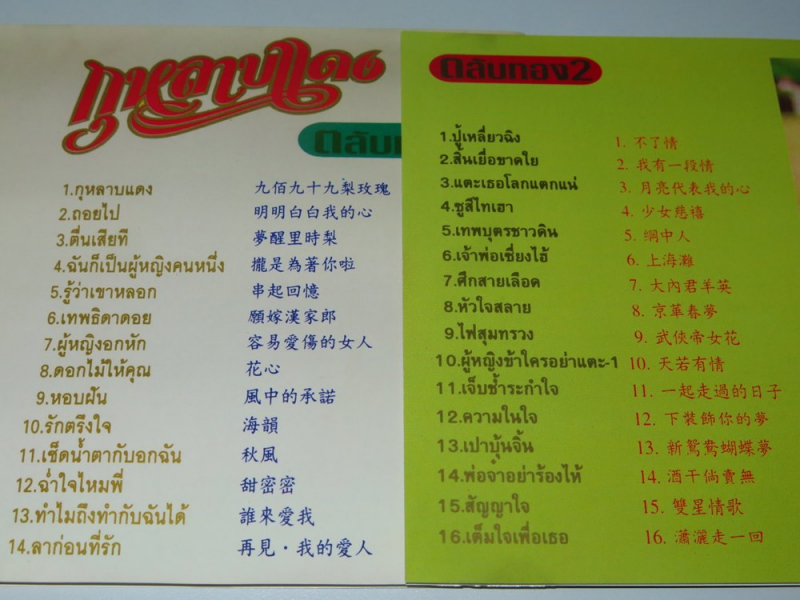 กุหลาบแดง
ตลับท
1.กุหลาบแดง 九佰九十九梨玫瑰
2.ถอยไป 明明白白我的心
3.ตื่นเสียที 夢醒里時梨
4.ฉันก็เป็นผู้หญิงคนหนึ่ง 攏是為著你啦
5.รู้ว่าเขาหลอก 串起回憶
6.เทพธิดาดอย 願嫁漢家郎
7.ผู้หญิงอกหัก 容易愛傷的女人
8.ดอกไม้ให้คุณ 花心
9.หอบฝัน 風中的承諾
10.รักตรึงใจ 海韻
11.เช็ดน้ำตากับอกฉัน 秋風
12.ฉ่ำใจไหมพี่ 甜密密
13.ทำไมถึงทำกับฉันได้ 誰來愛我
14.ลาก่อนที่รัก 再見・我的愛人
ตลับทอง2
1.ปู้เหลี่ยวฉิง 1. 不了情
2.สิ้นเยื่อขาดใย 2. 我有一段情
3.แตะเธอโลกแตกแน่ 3. 月亮代表我的心
4.ซูสีไทเฮา 4. 少女慈禧
5.เทพบุตรชาวดิน 5. 網中人
6.เจ้าพ่อเซี่ยงไฮ้ 6. 上海灘
7.ศึกสายเลือด 7. 大內君羊英
8.หัวใจสลาย 8. 京華春夢
9.ไฟสุมทรวง 9. 武俠帝女花
10.ผู้หญิงข้าใครอย่าแตะ-1 10. 天若有情
11.เจ็บช้ำระกำใจ 11. 一起走過的日子
12.ความในใจ 12. 下裝飾你的夢
13.เปาบุ้นจิ้น 13. 新鴛鴦蝴蝶夢
14.พ่อจ๋าอย่าร้องไห้ 14. 酒干倘賣無
15.สัญญาใจ 15. 雙星情歌
16.เต็มใจเพื่อเธอ 16. 瀟灑走一回